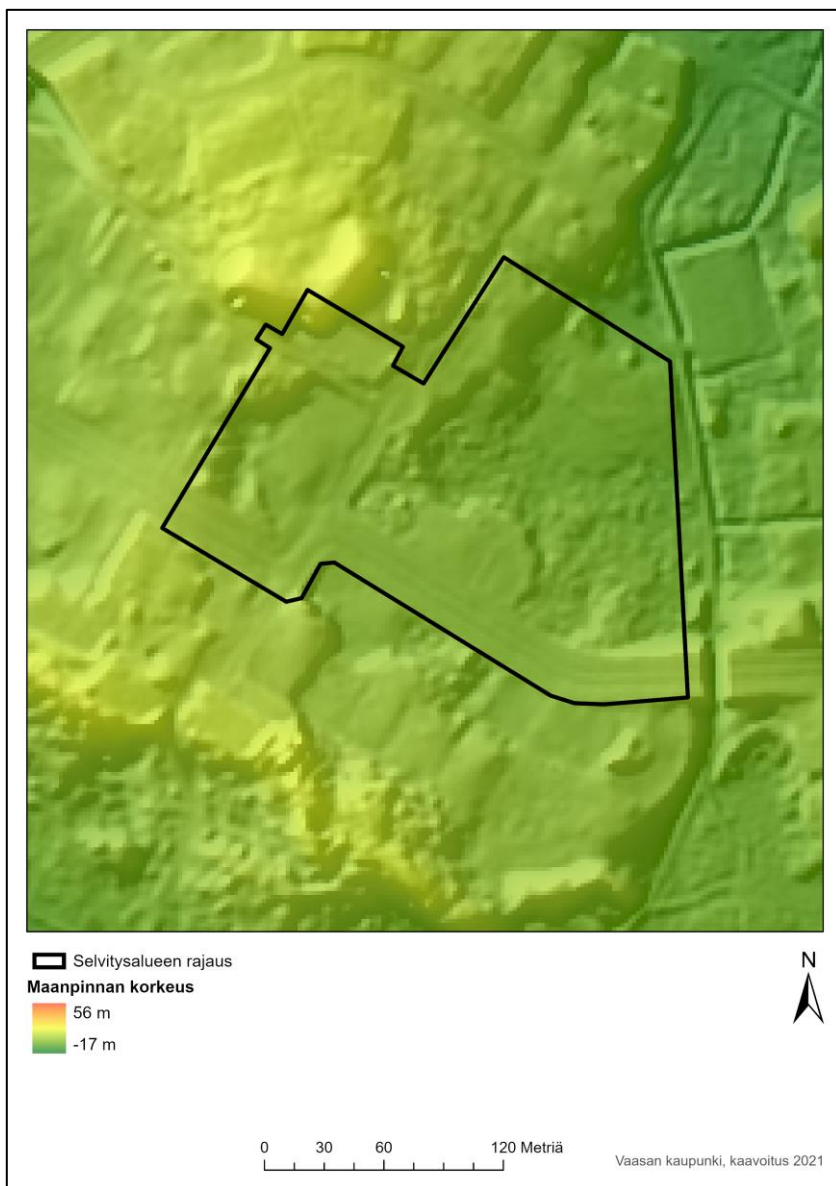 Selvitysalueen rajaus
Maanpinnan korkeus
56 m
-17 m
N
0 30 60 120 Metriä
Vaasan kaupunki, kaavoitus 2021